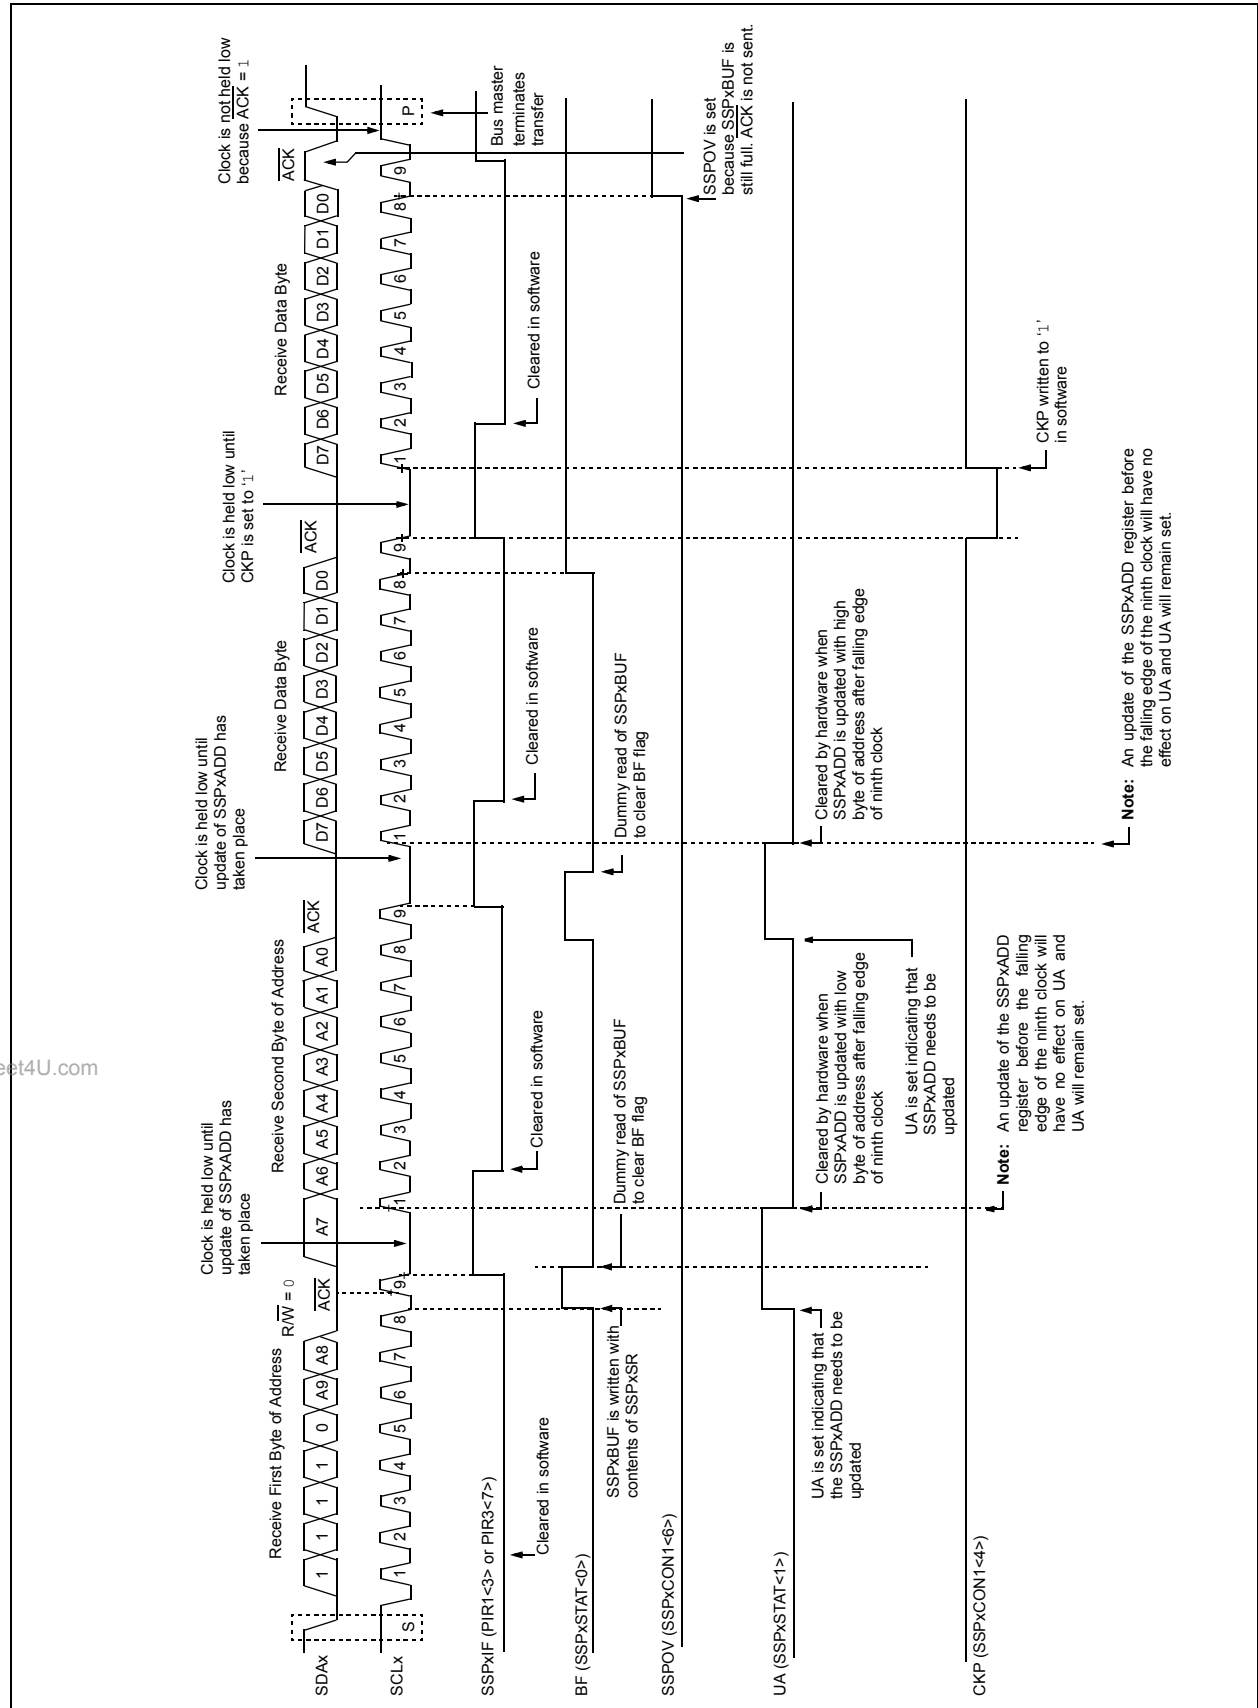 SDAx
SCLx
S
Receive First Byte of Address
R/W̅ = 0
1 1 1 1 0 A9 A8
A̅C̅K̅
1 2 3 4 5 6 7 8 9
Clock is held low until
update of SSPxADD has
taken place
Receive Second Byte of Address
A7 A6 A5 A4 A3 A2 A1 A0
A̅C̅K̅
1 2 3 4 5 6 7 8 9
Clock is held low until
update of SSPxADD has
taken place
Receive Data Byte
D7 D6 D5 D4 D3 D2 D1 D0
A̅C̅K̅
1 2 3 4 5 6 7 8 9
Clock is held low until
CKP is set to ‘1’
Receive Data Byte
D7 D6 D5 D4 D3 D2 D1 D0
A̅C̅K̅
1 2 3 4 5 6 7 8 9
Clock is not held low
because A̅C̅K̅ = 1
P
Bus master
terminates
transfer
SSPxIF (PIR1<3> or PIR3<7>)
Cleared in software
Cleared in software
Cleared in software
Cleared in software
BF (SSPxSTAT<0>)
SSPxBUF is written with
contents of SSPxSR
Dummy read of SSPxBUF
to clear BF flag
Dummy read of SSPxBUF
to clear BF flag
SSPOV (SSPxCON1<6>)
SSPOV is set
because SSPxBUF is
still full. A̅C̅K̅ is not sent.
UA (SSPxSTAT<1>)
UA is set indicating that
the SSPxADD needs to be
updated
Cleared by hardware when
SSPxADD is updated with low
byte of address after falling edge
of ninth clock
UA is set indicating that
SSPxADD needs to be
updated
Cleared by hardware when
SSPxADD is updated with high
byte of address after falling edge
of ninth clock
CKP (SSPxCON1<4>)
Note: An update of the SSPxADD
register before the falling
edge of the ninth clock will
have no effect on UA and
UA will remain set.
Note: An update of the SSPxADD register before
the falling edge of the ninth clock will have no
effect on UA and UA will remain set.
CKP written to ‘1’
in software
eet4U.com